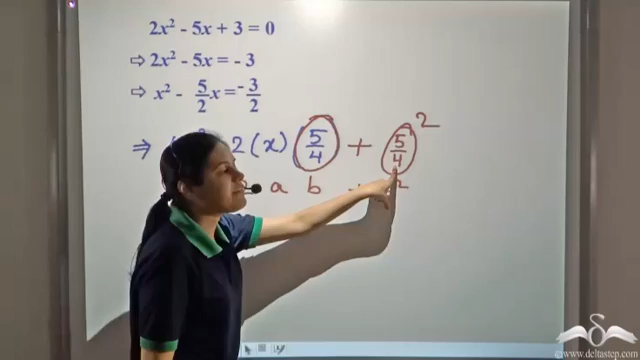 2x² - 5x + 3 = 0
⇒ 2x² - 5x = - 3
⇒ x² - 5/2 x = -3/2
⇒ 2 (x) (5/4) + (5/4)²
a b
©www.deltastep.com